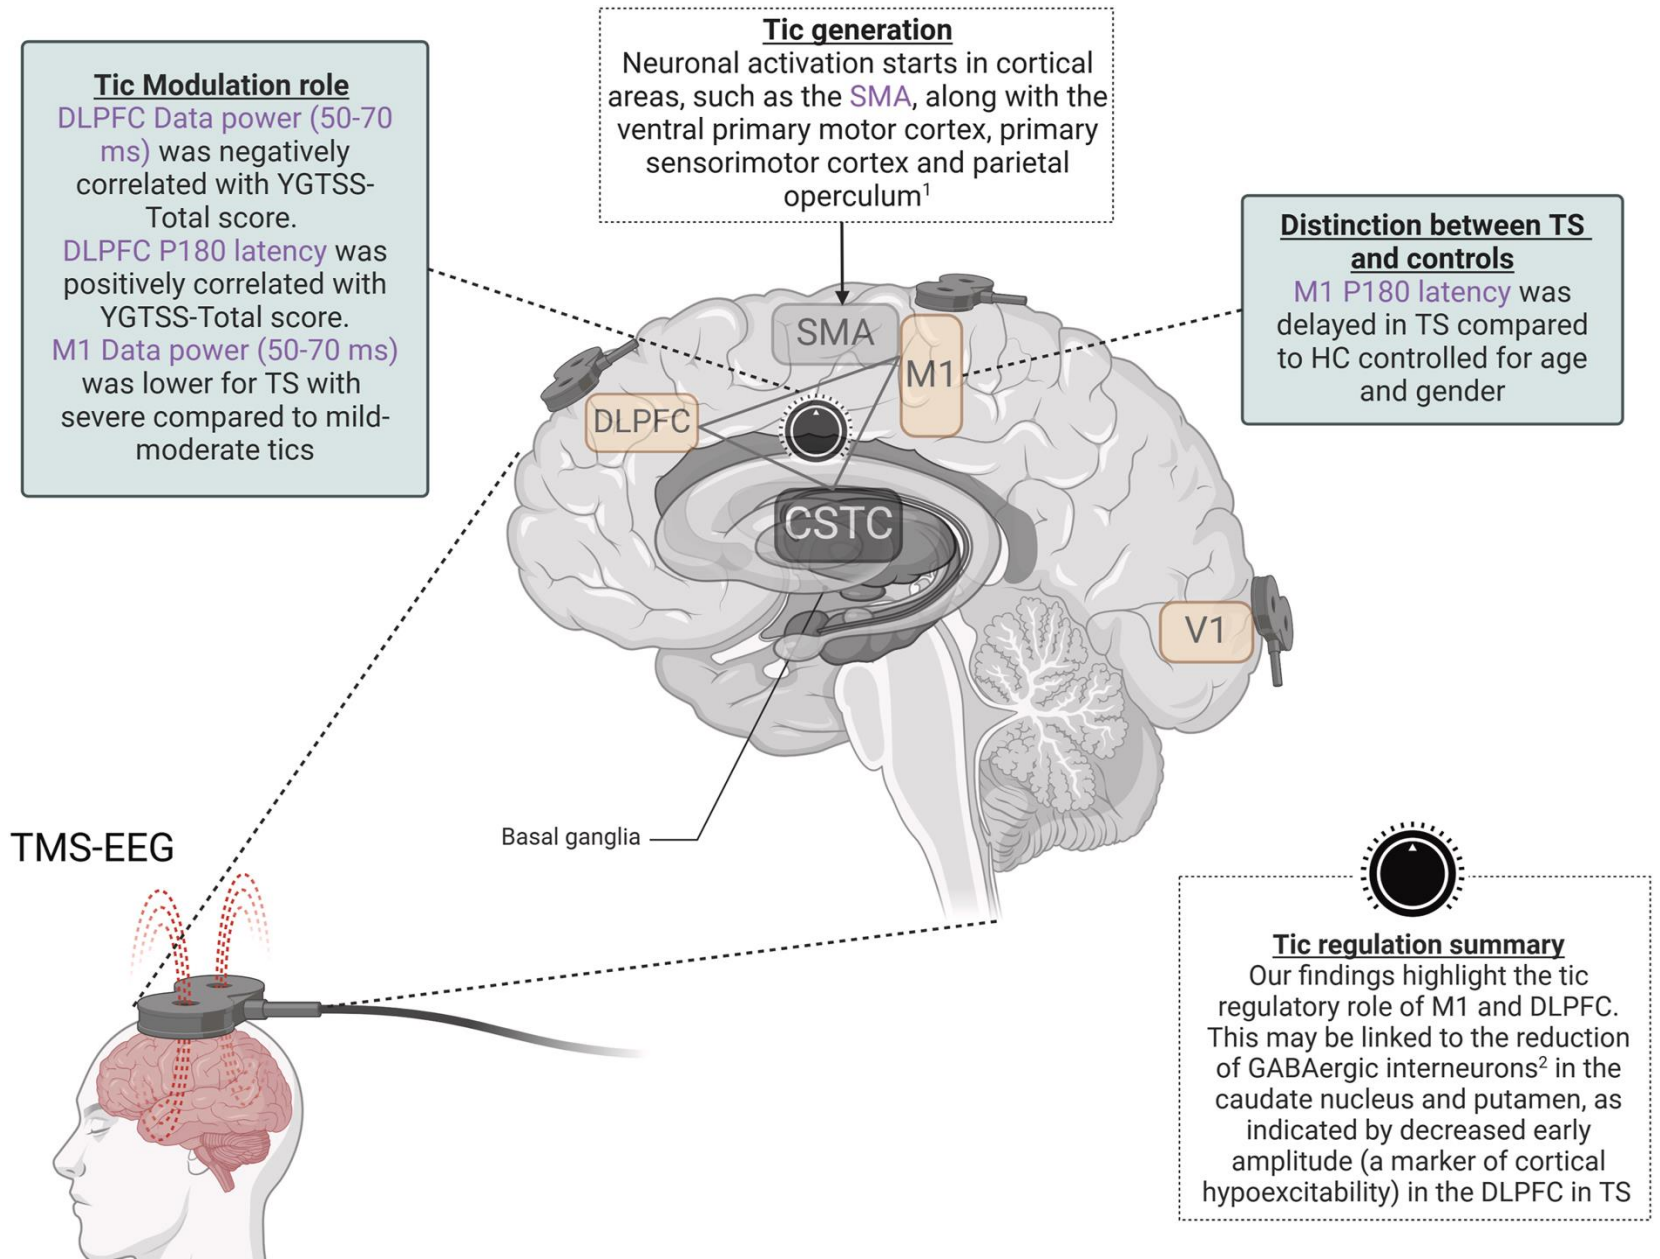 Tic Modulation role
DLPFC Data power (50-70
ms) was negatively
correlated with YGTSS-
Total score.
DLPFC P180 latency was
positively correlated with
YGTSS-Total score.
M1 Data power (50-70 ms)
was lower for TS with
severe compared to mild-
moderate tics
Tic generation
Neuronal activation starts in cortical
areas, such as the SMA, along with the
ventral primary motor cortex, primary
sensorimotor cortex and parietal
operculum¹
Distinction between TS
and controls
M1 P180 latency was
delayed in TS compared
to HC controlled for age
and gender
SMA
M1
DLPFC
CSTC
V1
Basal ganglia
TMS-EEG
Tic regulation summary
Our findings highlight the tic
regulatory role of M1 and DLPFC.
This may be linked to the reduction
of GABAergic interneurons² in the
caudate nucleus and putamen, as
indicated by decreased early
amplitude (a marker of cortical
hypoexcitability) in the DLPFC in TS